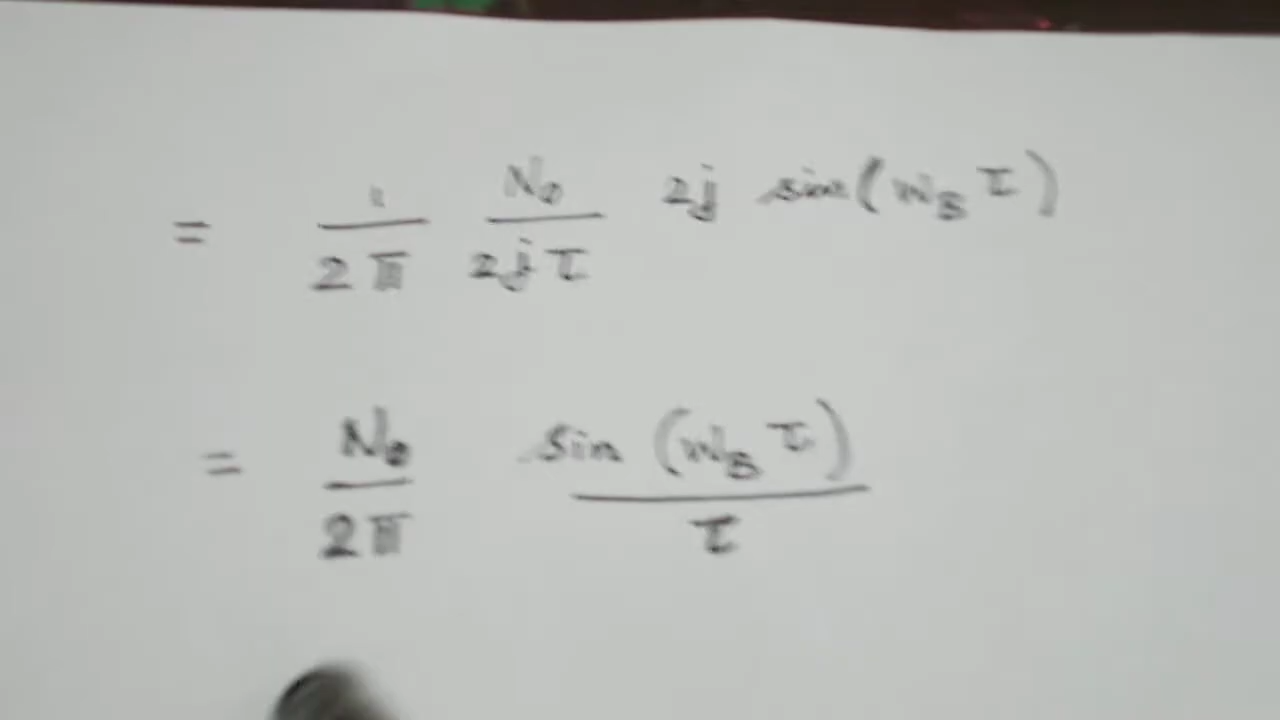 = 1/2π N₀/2jτ 2j sin(W_B τ)
= N₀/2π sin(W_B τ)/τ